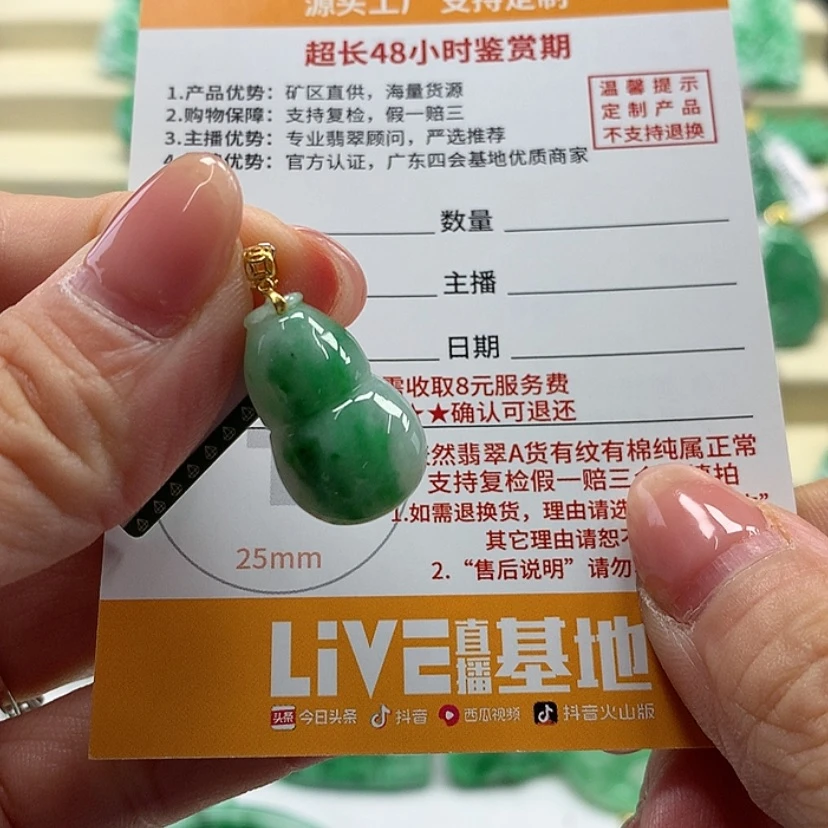 源头工厂 支持定制
超长48小时鉴赏期
1.产品优势：矿区直供，海量货源
2.购物保障：支持复检，假一赔三
3.主播优势：专业翡翠顾问，严选推荐
优势：官方认证，广东四会基地优质商家
温馨提示
定制产品
不支持退换
数量
主播
日期
需收取8元服务费
★确认可退还
然翡翠A货有纹有棉纯属正常
支持复检假一赔三
拍
1.如需退换货，理由请选
其它理由请恕不
2.“售后说明”请勿
25mm
LiVE直播基地
头条 今日头条 抖音 西瓜视频 抖音火山版